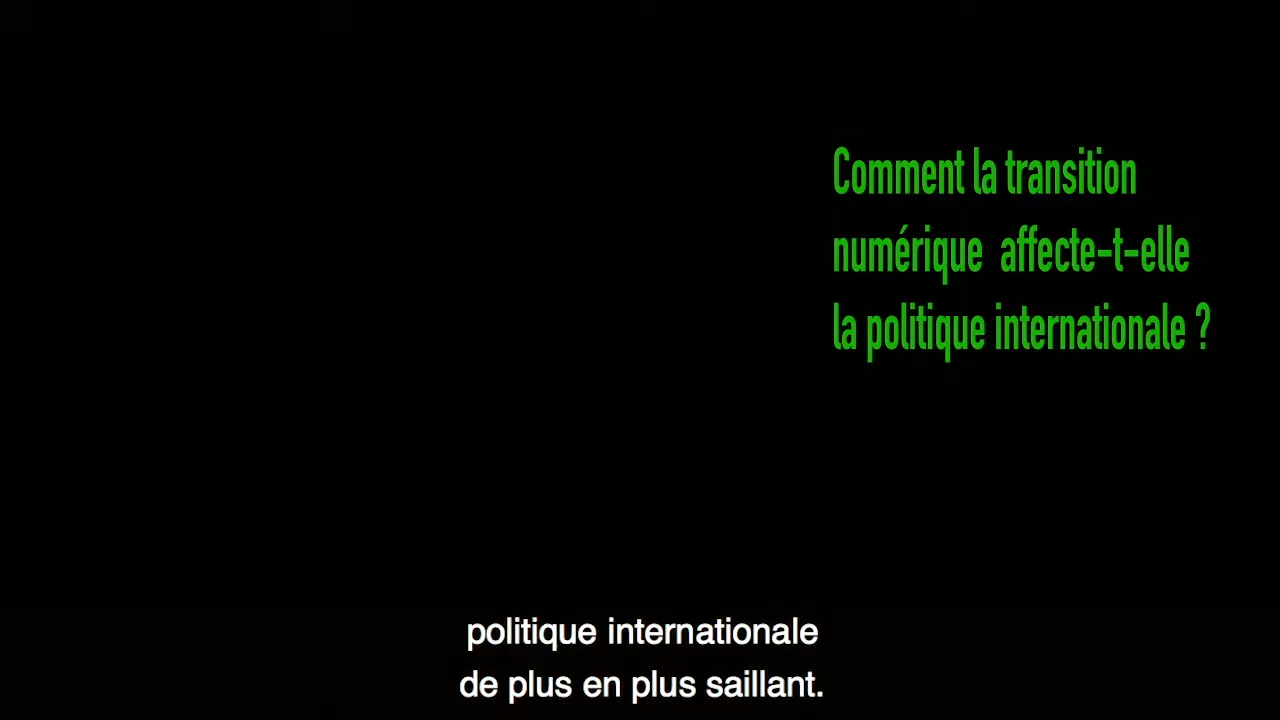 Comment la transition
numérique affecte-t-elle
la politique internationale ?
politique internationale
de plus en plus saillant.